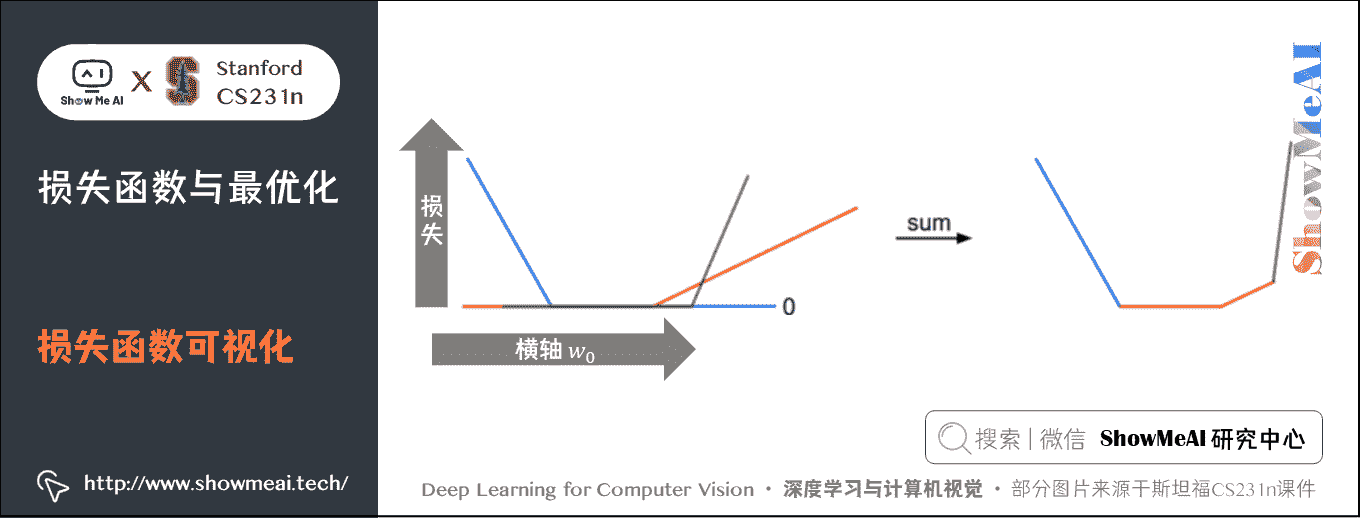 Show Me AI
X
Stanford
CS231n
损失函数与最优化
损失函数可视化
http://www.showmeai.tech/
损失
横轴 w₀
0
sum
ShowMeAI
搜索 | 微信 ShowMeAI 研究中心
Deep Learning for Computer Vision · 深度学习与计算机视觉 · 部分图片来源于斯坦福CS231n课件